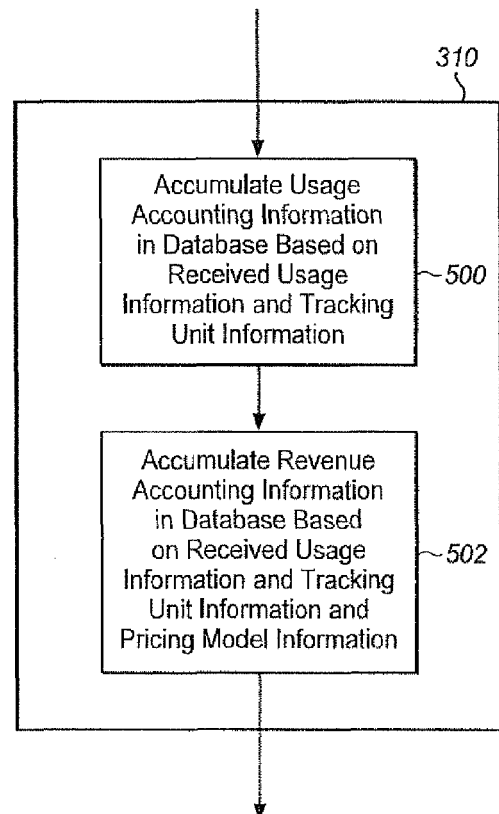 310
Accumulate Usage
Accounting Information
in Database Based on
Received Usage
Information and Tracking
Unit Information
500
Accumulate Revenue
Accounting Information
in Database Based
on Received Usage
Information and Tracking
Unit Information and
Pricing Model Information
502